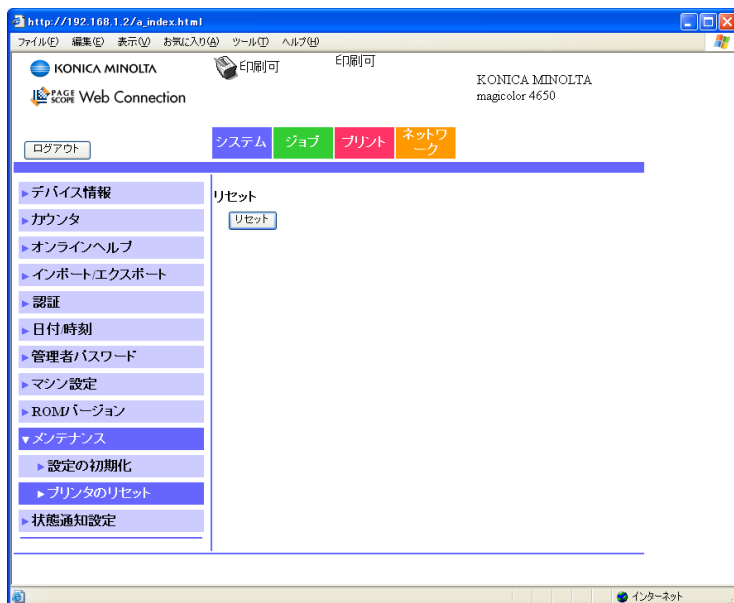 http://192.168.1.2/a_index.html
ファイル(F) 編集(E) 表示(V) お気に入り(A) ツール(T) ヘルプ(H)
KONICA MINOLTA
印刷可
印刷可
PAGE SCOPE Web Connection
KONICA MINOLTA
magicolor 4650
ログアウト
システム
ジョブ
プリント
ネットワ
ーク
デバイス情報
カウンタ
オンラインヘルプ
インポート/エクスポート
認証
日付/時刻
管理者パスワード
マシン設定
ROMバージョン
メンテナンス
設定の初期化
プリンタのリセット
状態通知設定
リセット
リセット
インターネット